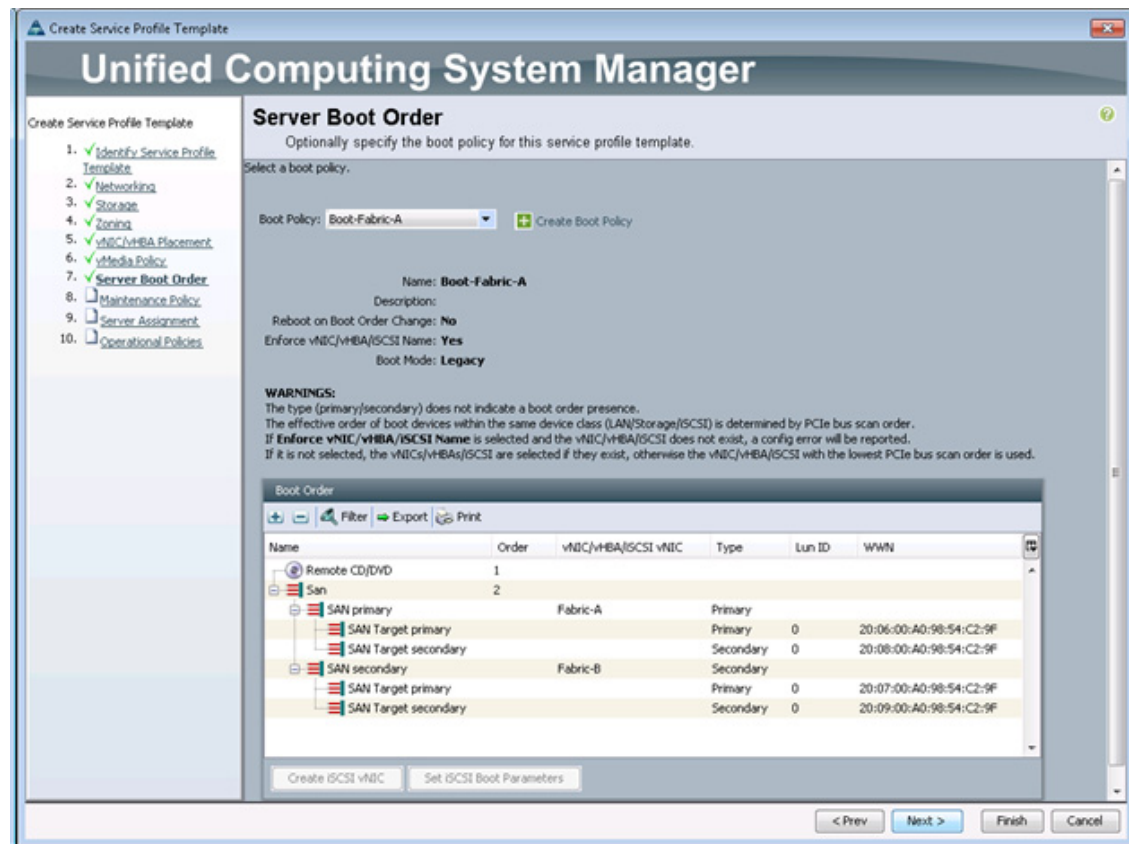 Create Service Profile Template
Unified Computing System Manager
Create Service Profile Template
1. Identify Service Profile
Template
2. Networking
3. Storage
4. Zoning
5. vNIC/vHBA Placement
6. vMedia Policy
7. Server Boot Order
8. Maintenance Policy
9. Server Assignment
10. Operational Policies
Server Boot Order
Optionally specify the boot policy for this service profile template.
Select a boot policy.
Boot Policy: Boot-Fabric-A Create Boot Policy
Name: Boot-Fabric-A
Description:
Reboot on Boot Order Change: No
Enforce vNIC/vHBA/iSCSI Name: Yes
Boot Mode: Legacy
WARNINGS:
The type (primary/secondary) does not indicate a boot order presence.
The effective order of boot devices within the same device class (LAN/Storage/iSCSI) is determined by PCIe bus scan order.
If Enforce vNIC/vHBA/iSCSI Name is selected and the vNIC/vHBA/iSCSI does not exist, a config error will be reported.
If it is not selected, the vNICs/vHBAs/iSCSI are selected if they exist, otherwise the vNIC/vHBA/iSCSI with the lowest PCIe bus scan order is used.
Boot Order
Filter Export Print
Name Order vNIC/vHBA/iSCSI vNIC Type Lun ID WWN
Remote CD/DVD 1
San 2
SAN primary Fabric-A Primary
SAN Target primary Primary 0 20:06:00:A0:98:54:C2:9F
SAN Target secondary Secondary 0 20:08:00:A0:98:54:C2:9F
SAN secondary Fabric-B Secondary
SAN Target primary Primary 0 20:07:00:A0:98:54:C2:9F
SAN Target secondary Secondary 0 20:09:00:A0:98:54:C2:9F
Create iSCSI vNIC Set iSCSI Boot Parameters
< Prev Next > Finish Cancel